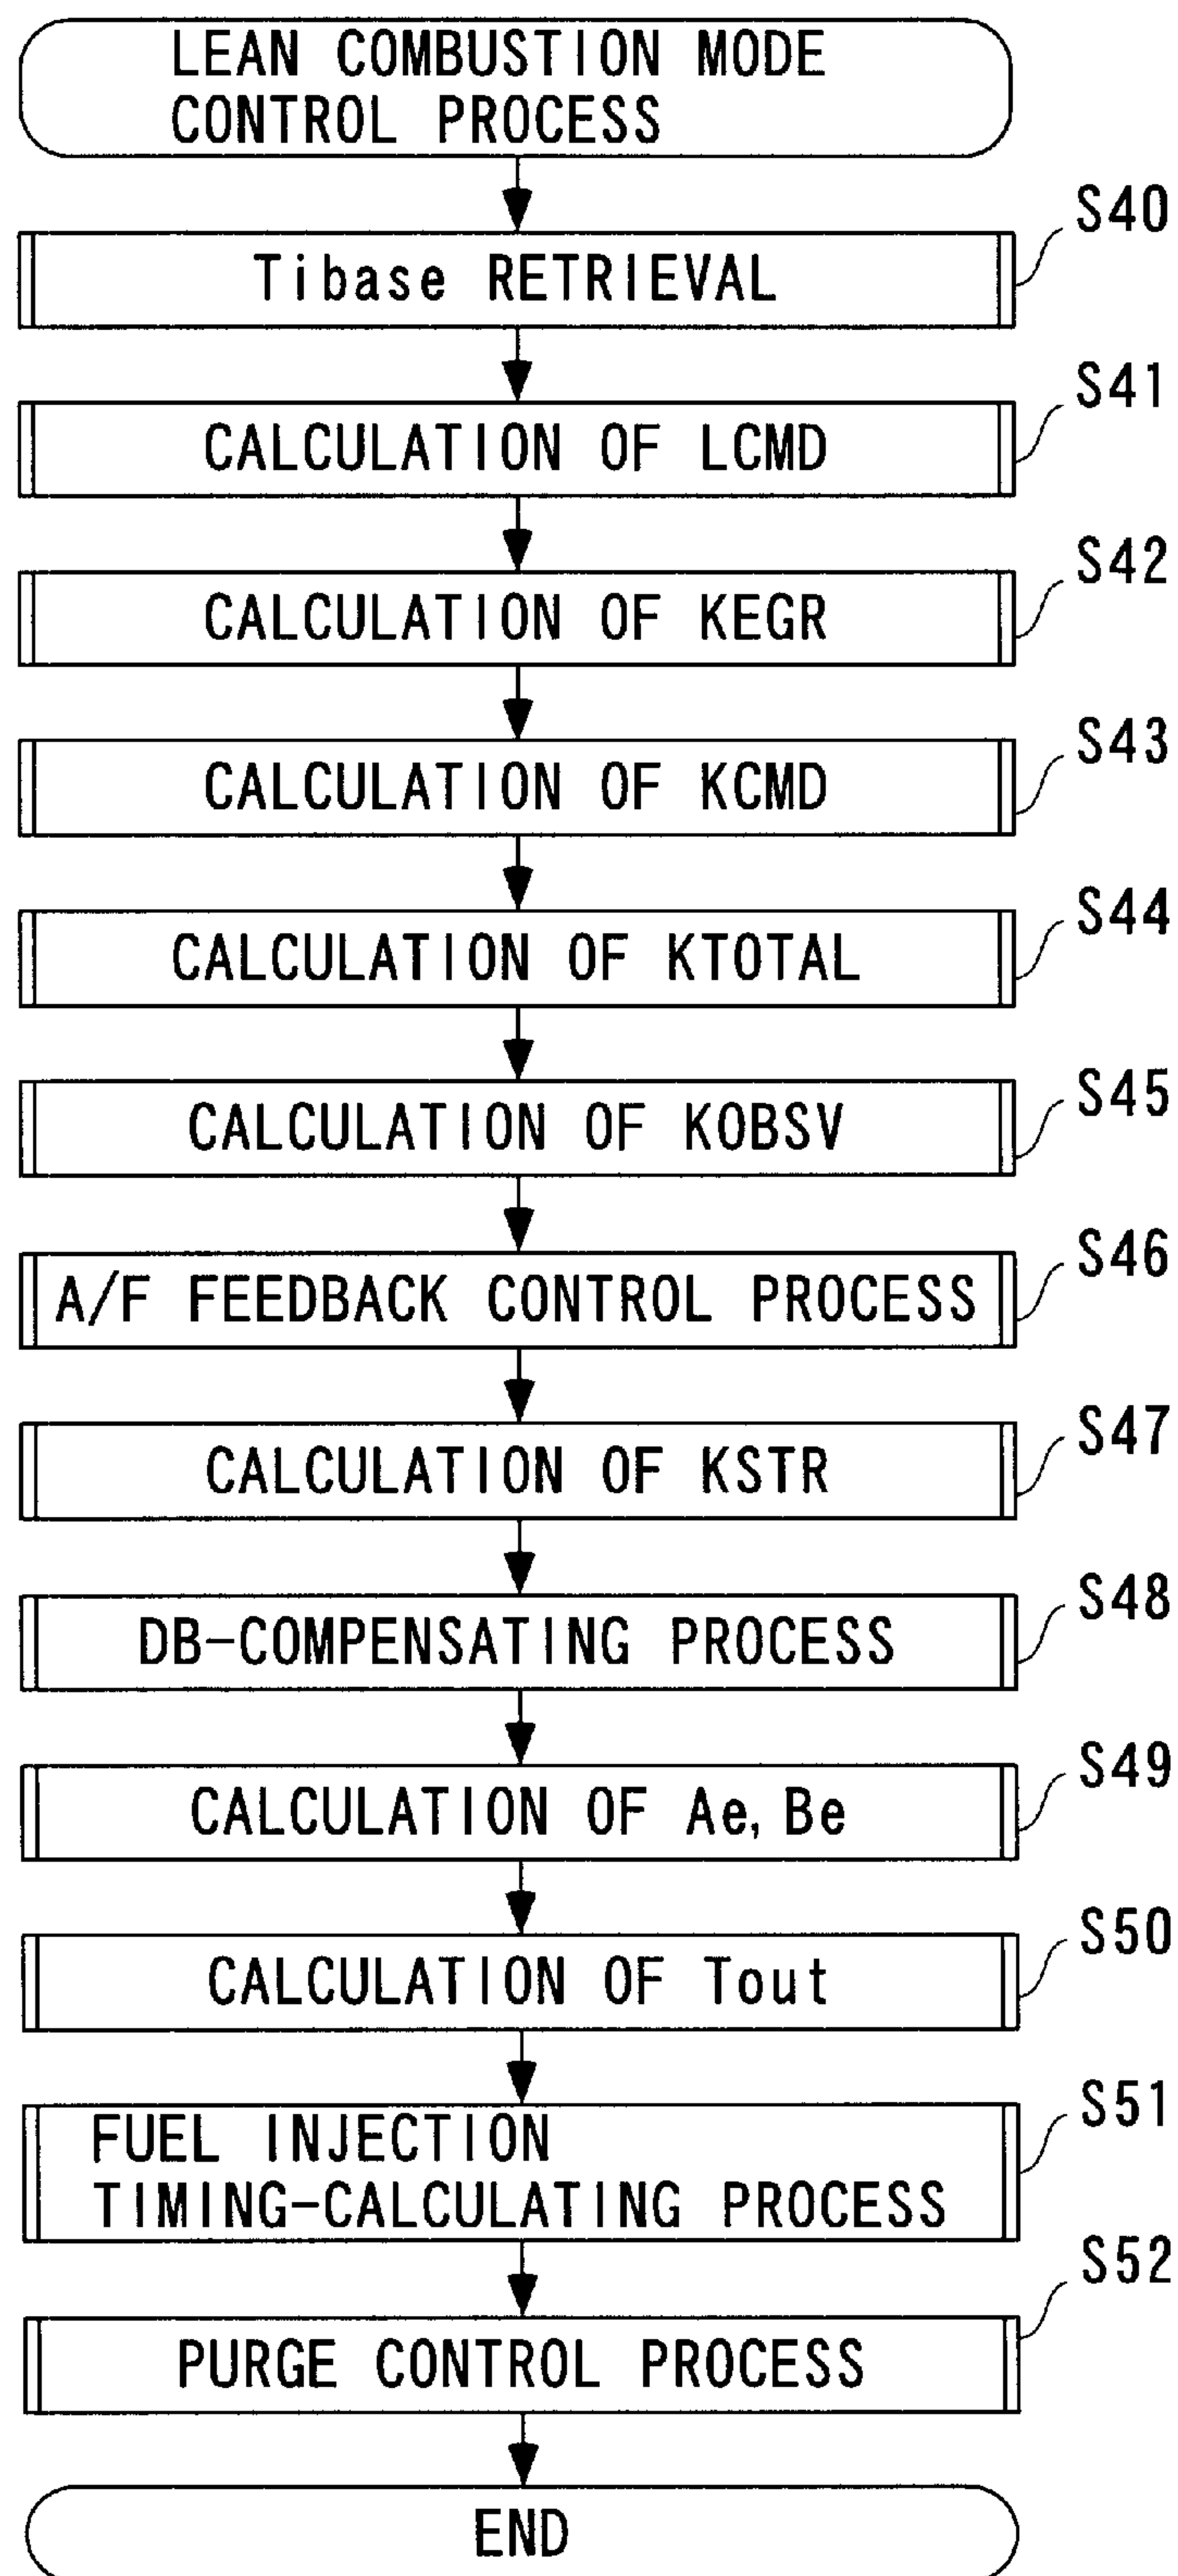 LEAN COMBUSTION MODE
CONTROL PROCESS
S40
Tibase RETRIEVAL
S41
CALCULATION OF LCMD
S42
CALCULATION OF KEGR
S43
CALCULATION OF KCMD
S44
CALCULATION OF KTOTAL
S45
CALCULATION OF KOBSV
S46
A/F FEEDBACK CONTROL PROCESS
S47
CALCULATION OF KSTR
S48
DB-COMPENSATING PROCESS
S49
CALCULATION OF Ae, Be
S50
CALCULATION OF Tout
S51
FUEL INJECTION
TIMING-CALCULATING PROCESS
S52
PURGE CONTROL PROCESS
END